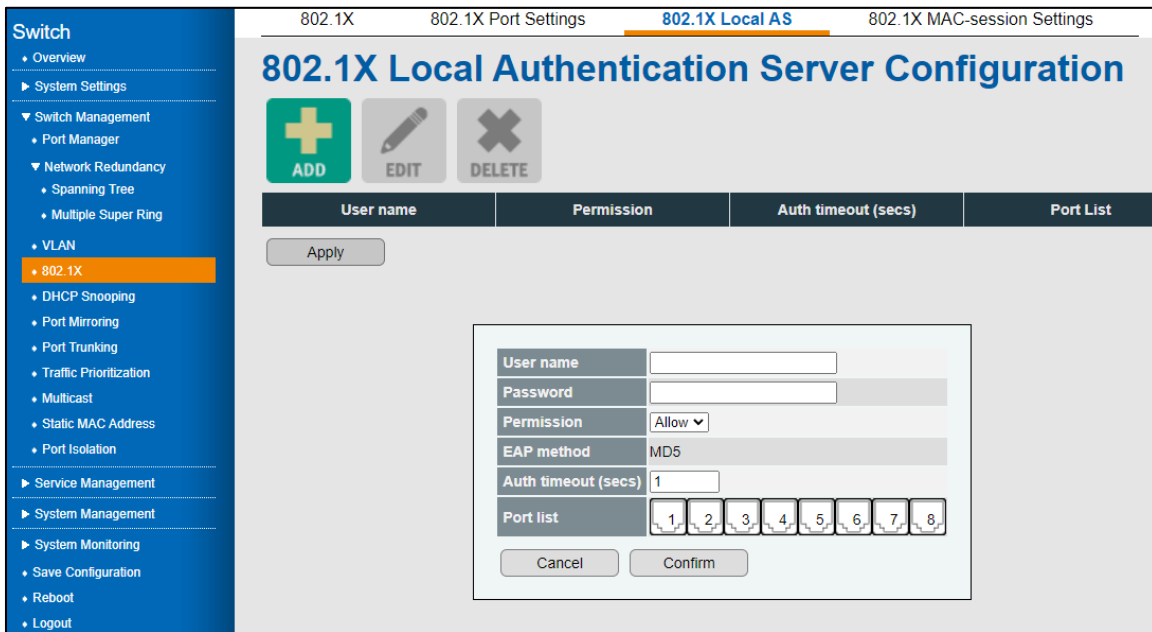 Switch
Overview
System Settings
Switch Management
Port Manager
Network Redundancy
Spanning Tree
Multiple Super Ring
VLAN
802.1X
DHCP Snooping
Port Mirroring
Port Trunking
Traffic Prioritization
Multicast
Static MAC Address
Port Isolation
Service Management
System Management
System Monitoring
Save Configuration
Reboot
Logout
802.1X 802.1X Port Settings 802.1X Local AS 802.1X MAC-session Settings
802.1X Local Authentication Server Configuration
ADD EDIT DELETE
User name Permission Auth timeout (secs) Port List
Apply
User name
Password
Permission Allow
EAP method MD5
Auth timeout (secs) 1
Port list 1 2 3 4 5 6 7 8
Cancel Confirm